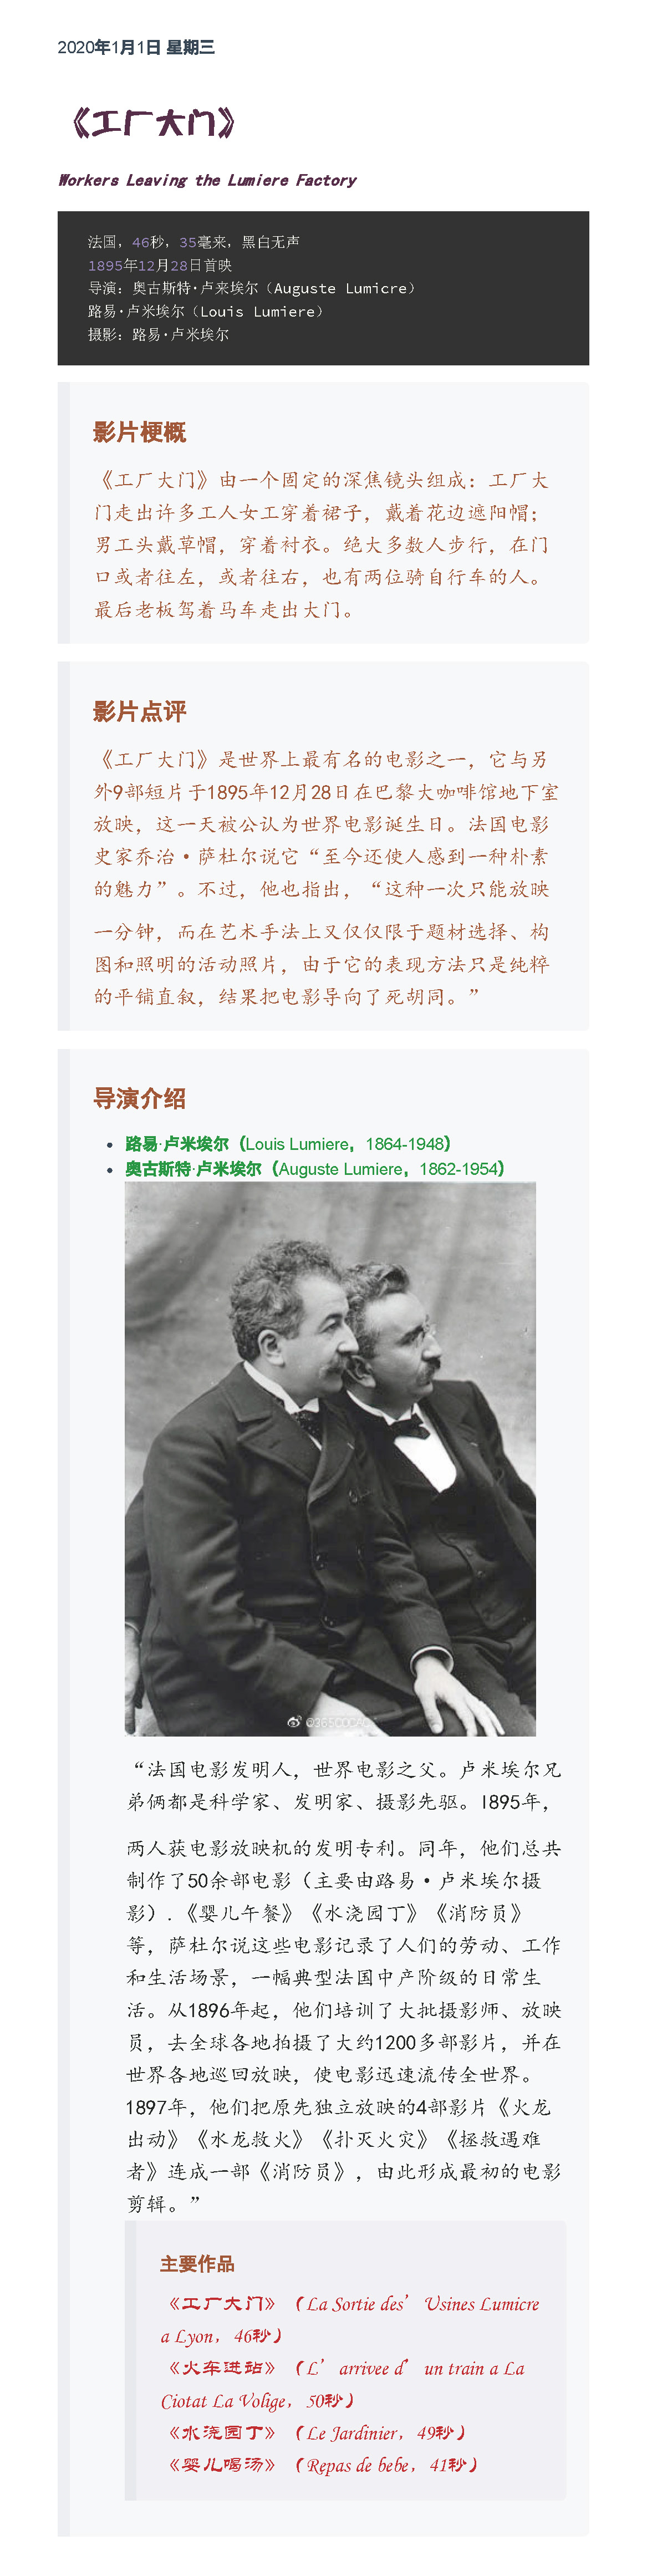 2020年1月1日 星期三
《工厂大门》
Workers Leaving the Lumiere Factory
法国，46秒，35毫来，黑白无声
1895年12月28日首映
导演：奥古斯特·卢来埃尔（Auguste Lumicre）
路易·卢米埃尔（Louis Lumiere）
摄影：路易·卢米埃尔
影片梗概
《工厂大门》由一个固定的深焦镜头组成：工厂大
门走出许多工人女工穿着裙子，戴着花边遮阳帽；
男工头戴草帽，穿着衬衣。绝大多数人步行，在门
口或者往左，或者往右，也有两位骑自行车的人。
最后老板驾着马车走出大门。
影片点评
《工厂大门》是世界上最有名的电影之一，它与另
外9部短片于1895年12月28日在巴黎大咖啡馆地下室
放映，这一天被公认为世界电影诞生日。法国电影
史家乔治·萨杜尔说它“至今还使人感到一种朴素
的魅力”。不过，他也指出，“这种一次只能放映
一分钟，而在艺术手法上又仅仅限于题材选择、构
图和照明的活动照片，由于它的表现方法只是纯粹
的平铺直叙，结果把电影导向了死胡同。”
导演介绍
路易·卢米埃尔（Louis Lumiere，1864-1948）
奥古斯特·卢米埃尔（Auguste Lumiere，1862-1954）
“法国电影发明人，世界电影之父。卢米埃尔兄
弟俩都是科学家、发明家、摄影先驱。1895年，
两人获电影放映机的发明专利。同年，他们总共
制作了50余部电影（主要由路易·卢米埃尔摄
影）.《婴儿午餐》《水浇园丁》《消防员》
等，萨杜尔说这些电影记录了人们的劳动、工作
和生活场景，一幅典型法国中产阶级的日常生
活。从1896年起，他们培训了大批摄影师、放映
员，去全球各地拍摄了大约1200多部影片，并在
世界各地巡回放映，使电影迅速流传全世界。
1897年，他们把原先独立放映的4部影片《火龙
出动》《水龙救火》《扑灭火灾》《拯救遇难
者》连成一部《消防员》，由此形成最初的电影
剪辑。”
主要作品
《工厂大门》（La Sortie des’Usines Lumicre
a Lyon，46秒）
《火车进站》（L’arrivee d’un train a La
Ciotat La Volige，50秒）
《水浇园丁》（Le Jardinier，49秒）
《婴儿喝汤》（Repas de bebe，41秒）